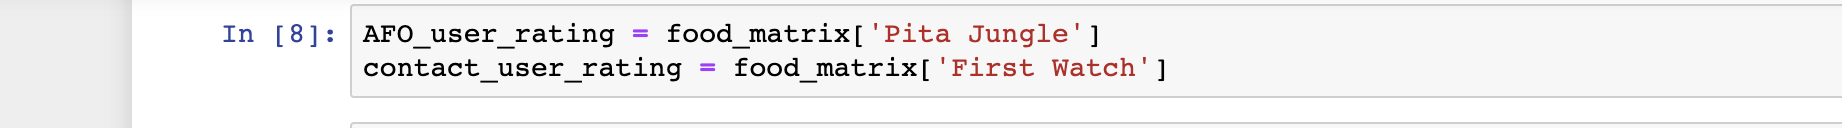 In [8]: AFO_user_rating = food_matrix['Pita Jungle']
contact_user_rating = food_matrix['First Watch']